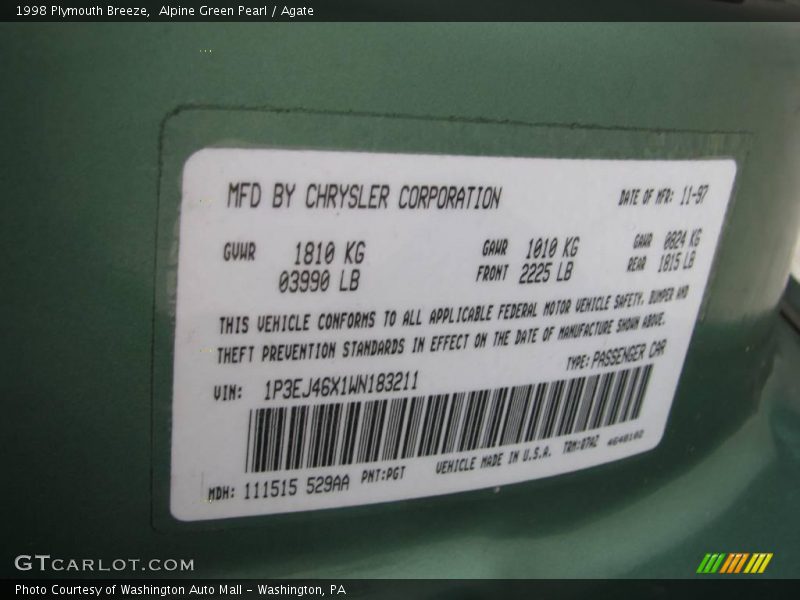 1998 Plymouth Breeze,  Alpine Green Pearl / Agate
MFD BY CHRYSLER CORPORATION DATE OF MFR: 11-97
GVWR 1810 KG GAWR 1010 KG GAWR 0824 KG
03990 LB FRONT 2225 LB REAR 1815 LB
THIS VEHICLE CONFORMS TO ALL APPLICABLE FEDERAL MOTOR VEHICLE SAFETY, BUMPER AND
THEFT PREVENTION STANDARDS IN EFFECT ON THE DATE OF MANUFACTURE SHOWN ABOVE.
VIN: 1P3EJ46X1WN183211 TYPE: PASSENGER CAR
MDH: 111515 529AA PNT:PGT VEHICLE MADE IN U.S.A. TRM:07AZ
GTCARLOT.COM
Photo Courtesy of Washington Auto Mall - Washington, PA